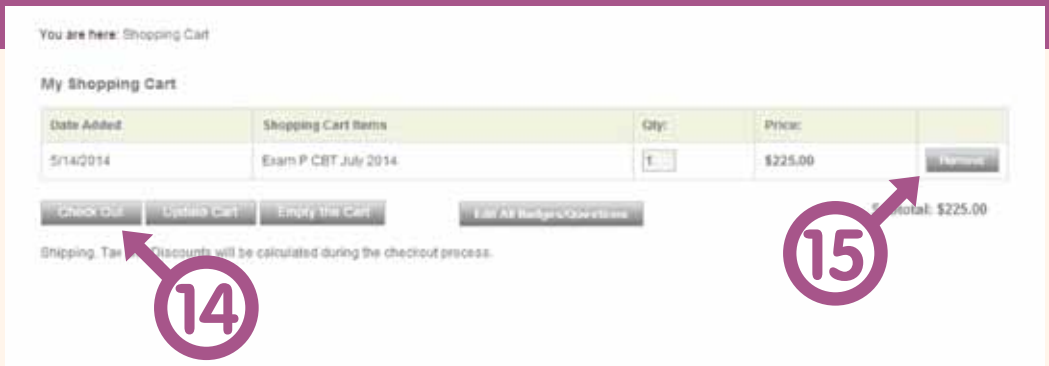 You are here: Shopping Cart
My Shopping Cart
Date Added Shopping Cart Items Qty: Price:
5/14/2014 Exam P CBT July 2014 1 $225.00 Remove
Check Out Update Cart Empty the Cart Edit All Badges/Questions Subtotal: $225.00
Shipping, Tax Discounts will be calculated during the checkout process.
14
15